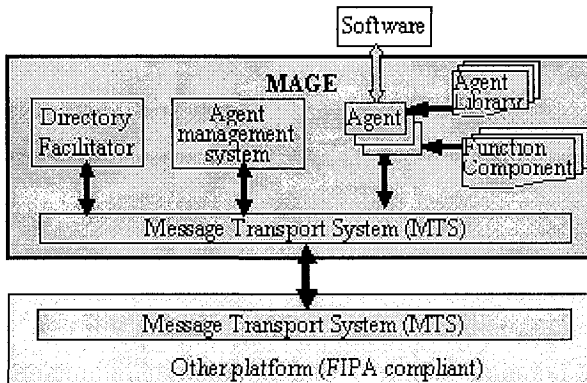 Software
MAGE
Directory
Facilitator
Agent
management
system
Agent
Agent
Library
Function
Component
Message Transport System (MTS)
Message Transport System (MTS)
Other platform (FIPA compliant)